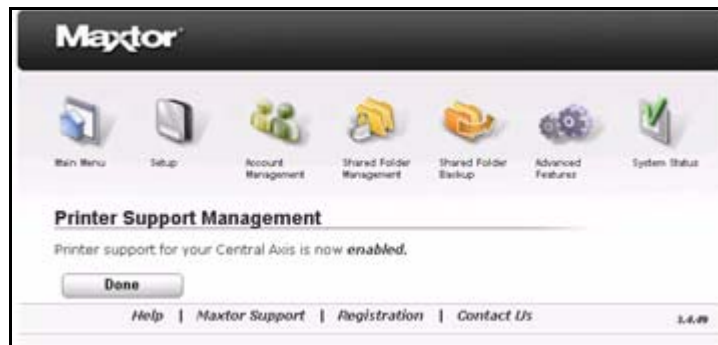 Maxtor
Main Menu
Setup
Account Management
Shared Folder Management
Shared Folder Backup
Advanced Features
System Status
Printer Support Management
Printer support for your Central Axis is now enabled.
Done
Help | Maxtor Support | Registration | Contact Us